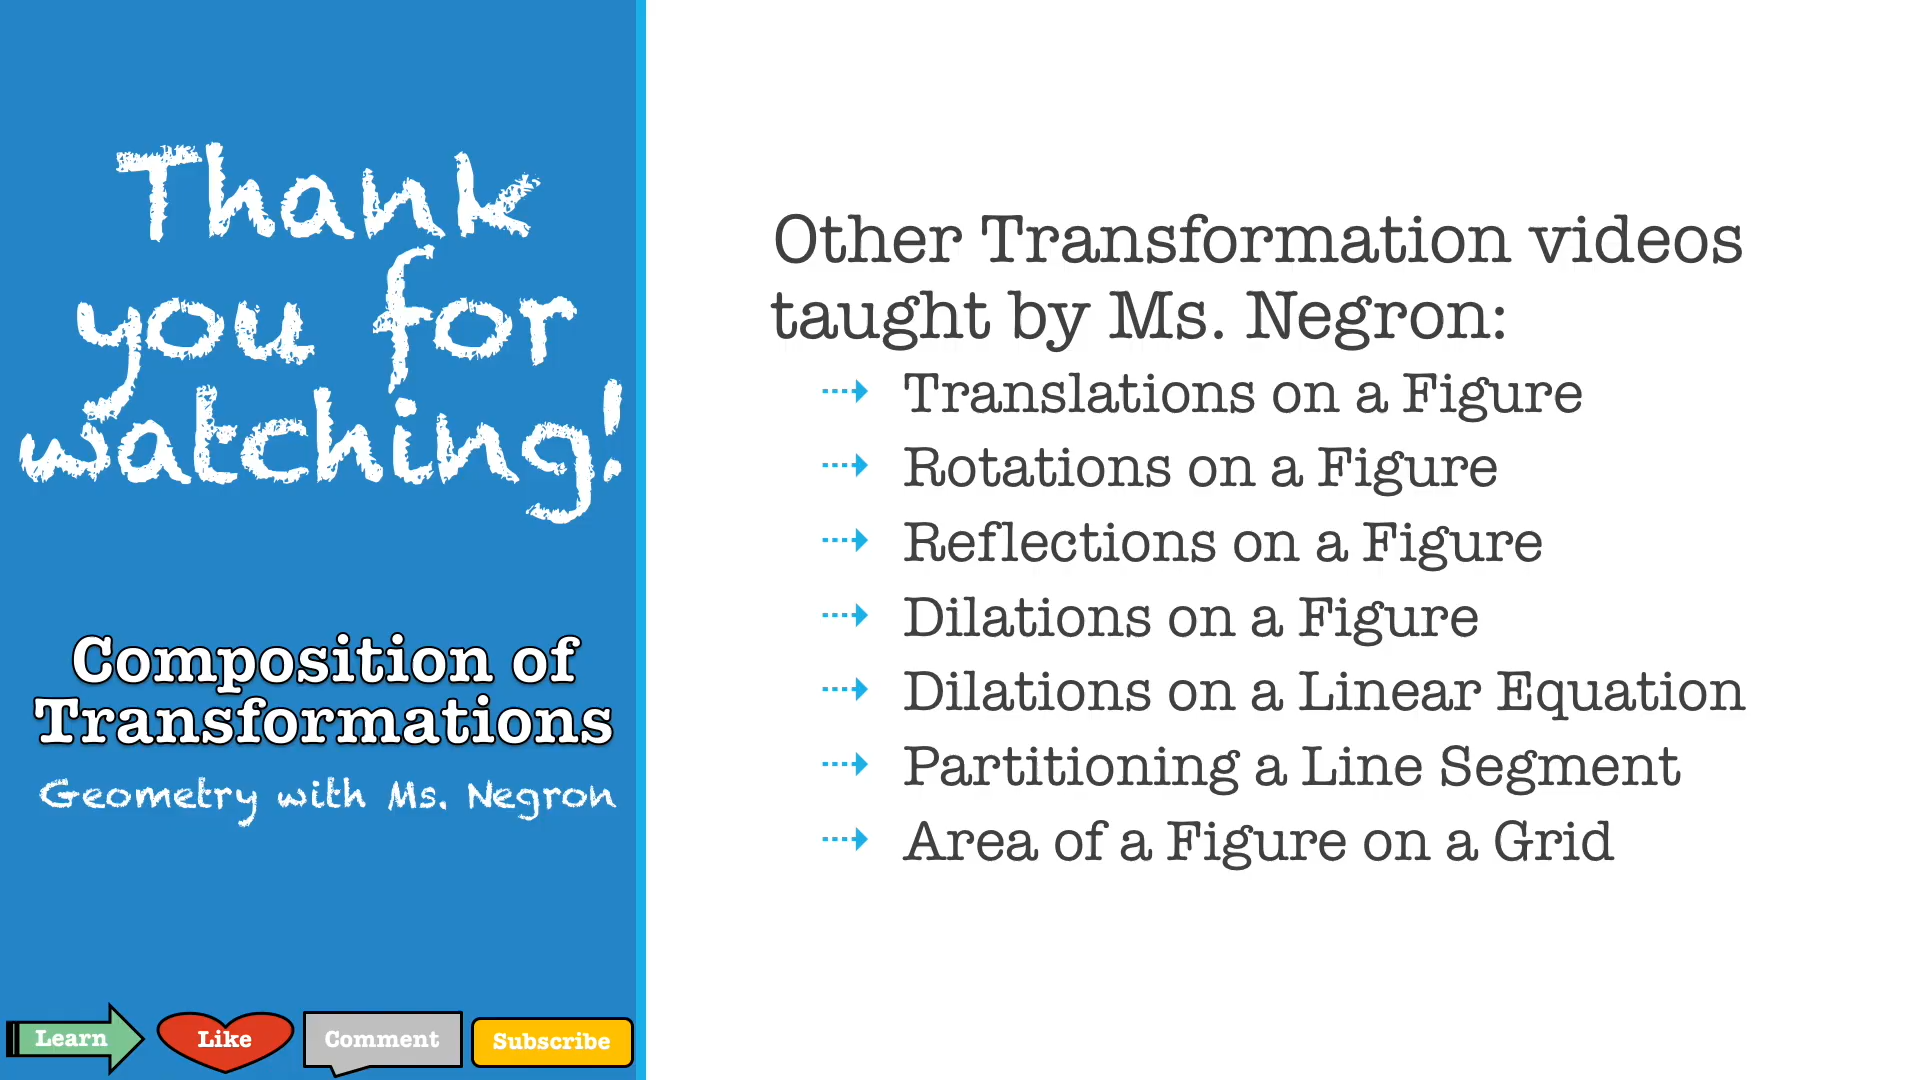 Thank
you for
watching!
Composition of
Transformations
Geometry with Ms. Negron
Learn
Like
Comment
Subscribe
Other Transformation videos
taught by Ms. Negron:
Translations on a Figure
Rotations on a Figure
Reflections on a Figure
Dilations on a Figure
Dilations on a Linear Equation
Partitioning a Line Segment
Area of a Figure on a Grid